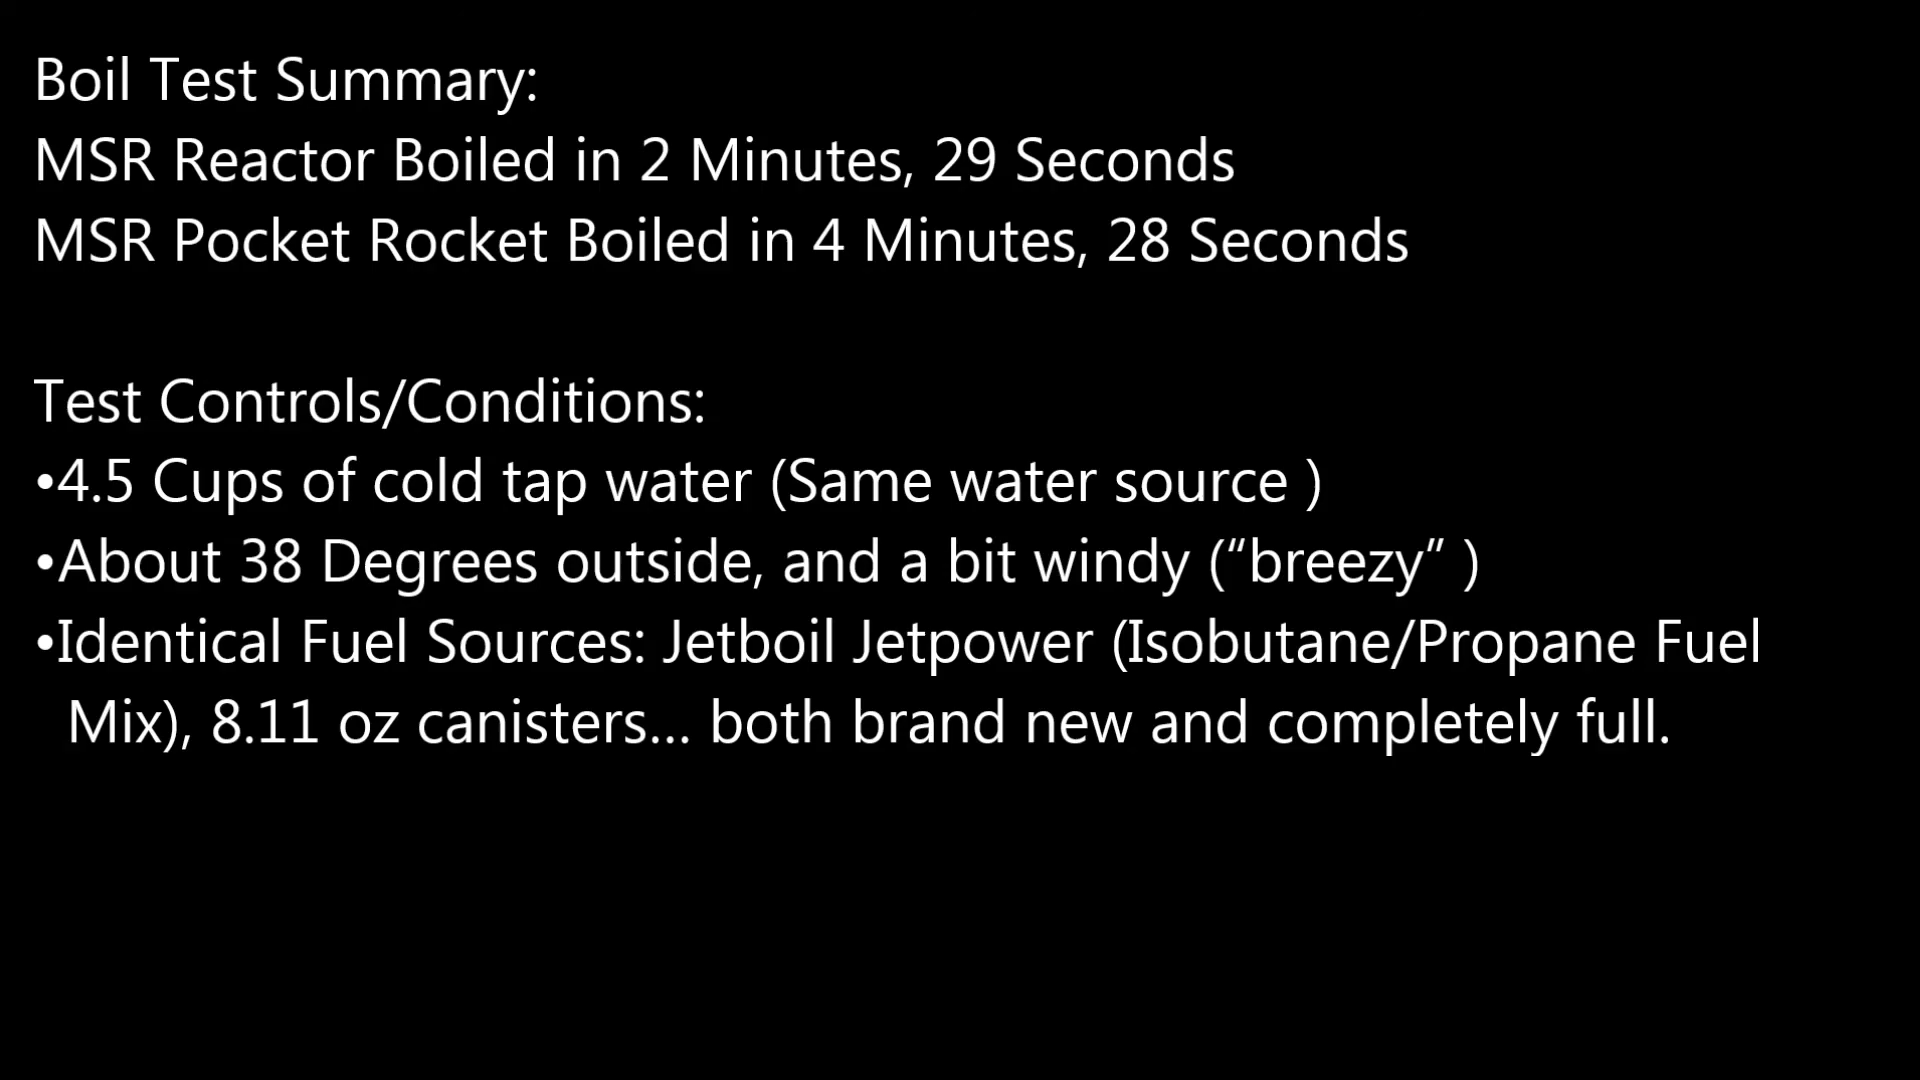 Boil Test Summary:
MSR Reactor Boiled in 2 Minutes, 29 Seconds
MSR Pocket Rocket Boiled in 4 Minutes, 28 Seconds
Test Controls/Conditions:
•4.5 Cups of cold tap water (Same water source )
•About 38 Degrees outside, and a bit windy (“breezy” )
•Identical Fuel Sources: Jetboil Jetpower (Isobutane/Propane Fuel
Mix), 8.11 oz canisters... both brand new and completely full.